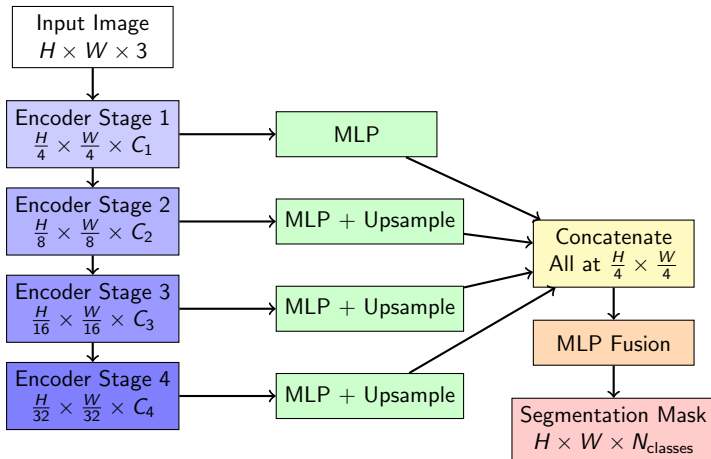 Input Image
H × W × 3
Encoder Stage 1
H/4 × W/4 × C₁
MLP
Encoder Stage 2
H/8 × W/8 × C₂
MLP + Upsample
Encoder Stage 3
H/16 × W/16 × C₃
MLP + Upsample
Encoder Stage 4
H/32 × W/32 × C₄
MLP + Upsample
Concatenate
All at H/4 × W/4
MLP Fusion
Segmentation Mask
H × W × N_classes